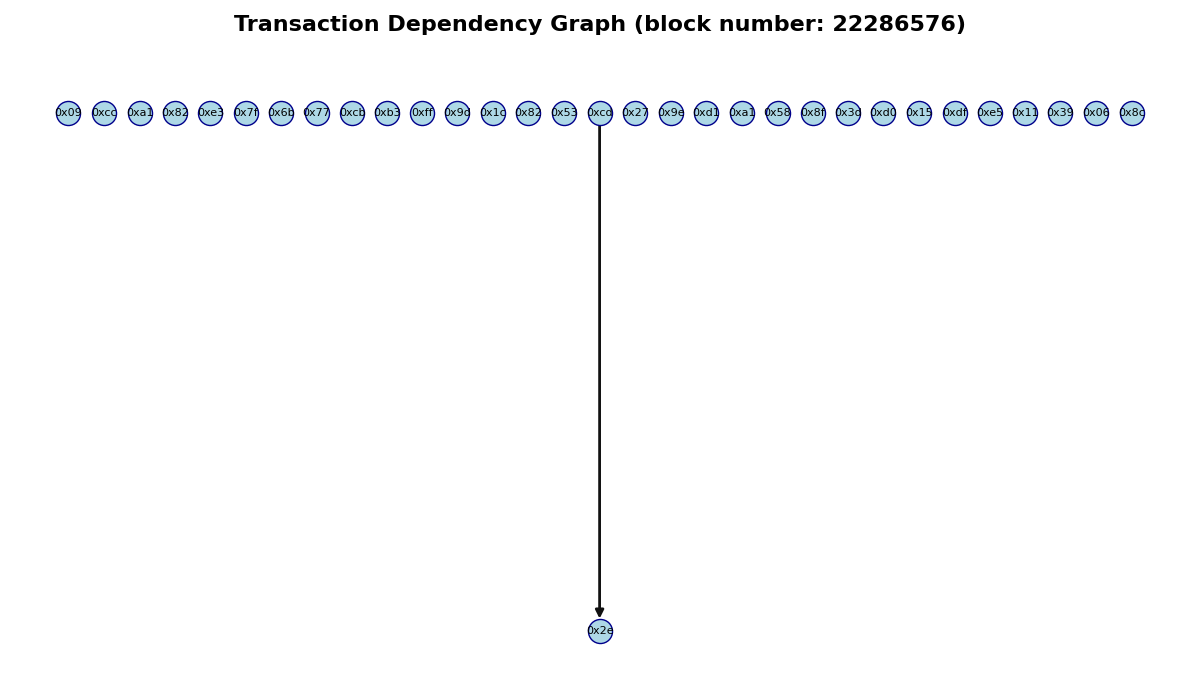 Transaction Dependency Graph (block number: 22286576)
0x09 0xcc 0xa1 0x82 0xe3 0x7f 0x6b 0x77 0xcb 0xb3 0xff 0x9d 0x1c 0x82 0x53 0xcd 0x27 0x9e 0xd1 0xa1 0x58 0x8f 0x3d 0xd0 0x15 0xdf 0xe5 0x11 0x39 0x06 0x8c
0x2e